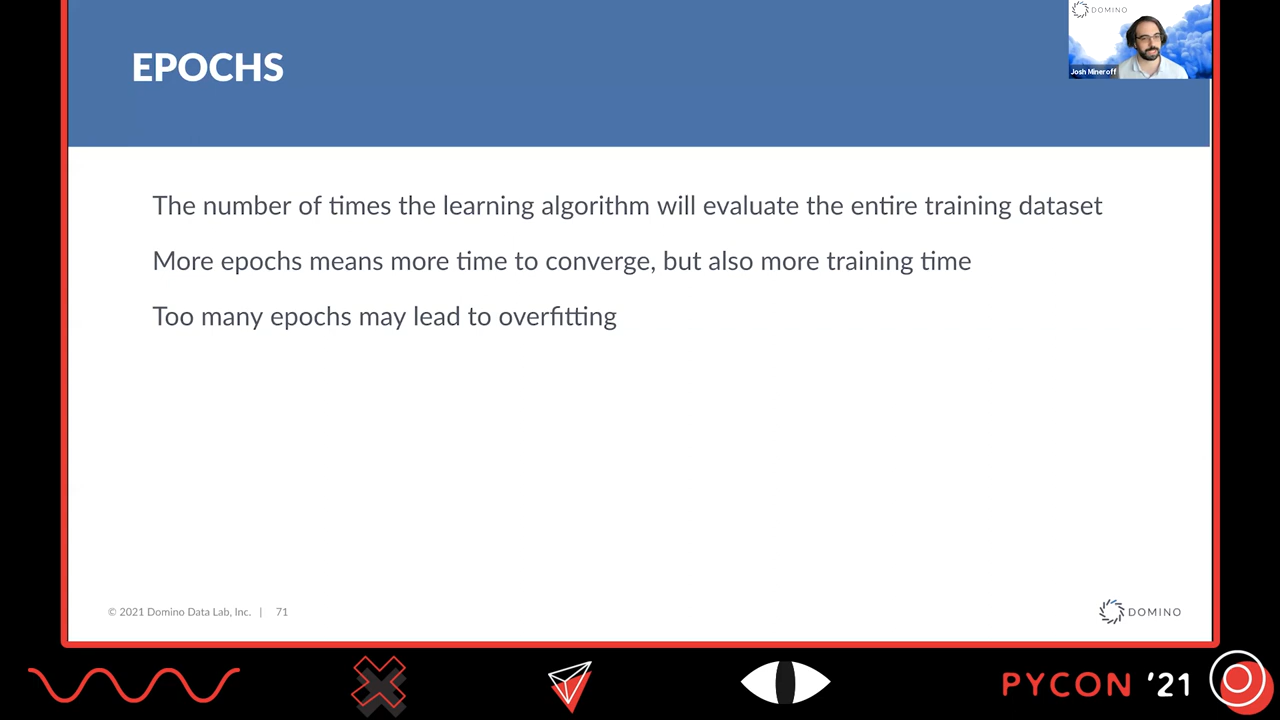 EPOCHS
DOMINO
Josh Mineroff
The number of times the learning algorithm will evaluate the entire training dataset
More epochs means more time to converge, but also more training time
Too many epochs may lead to overfitting
© 2021 Domino Data Lab, Inc. | 71
DOMINO
PYCON '21